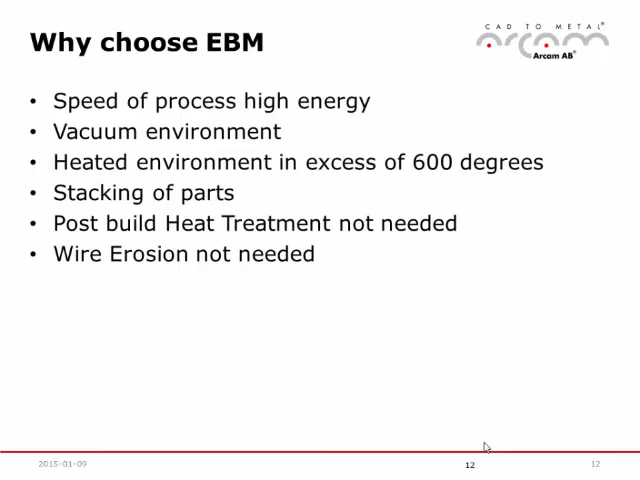 Why choose EBM
CAD TO METAL®
arcam
Arcam AB®
• Speed of process high energy
• Vacuum environment
• Heated environment in excess of 600 degrees
• Stacking of parts
• Post build Heat Treatment not needed
• Wire Erosion not needed
2015-01-09
12
12